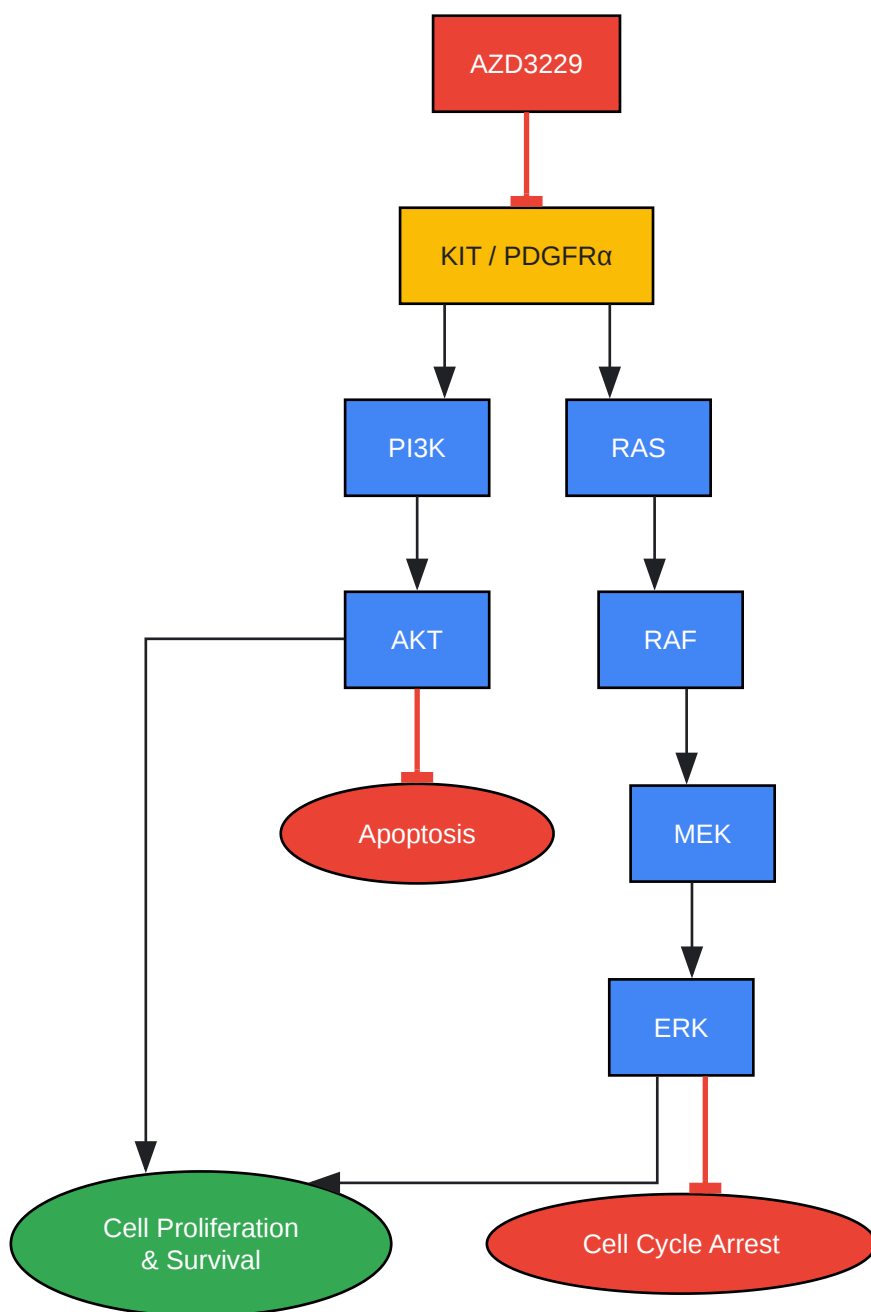 AZD3229
KIT / PDGFRα
PI3K
RAS
AKT
RAF
Apoptosis
MEK
ERK
Cell Proliferation
& Survival
Cell Cycle Arrest